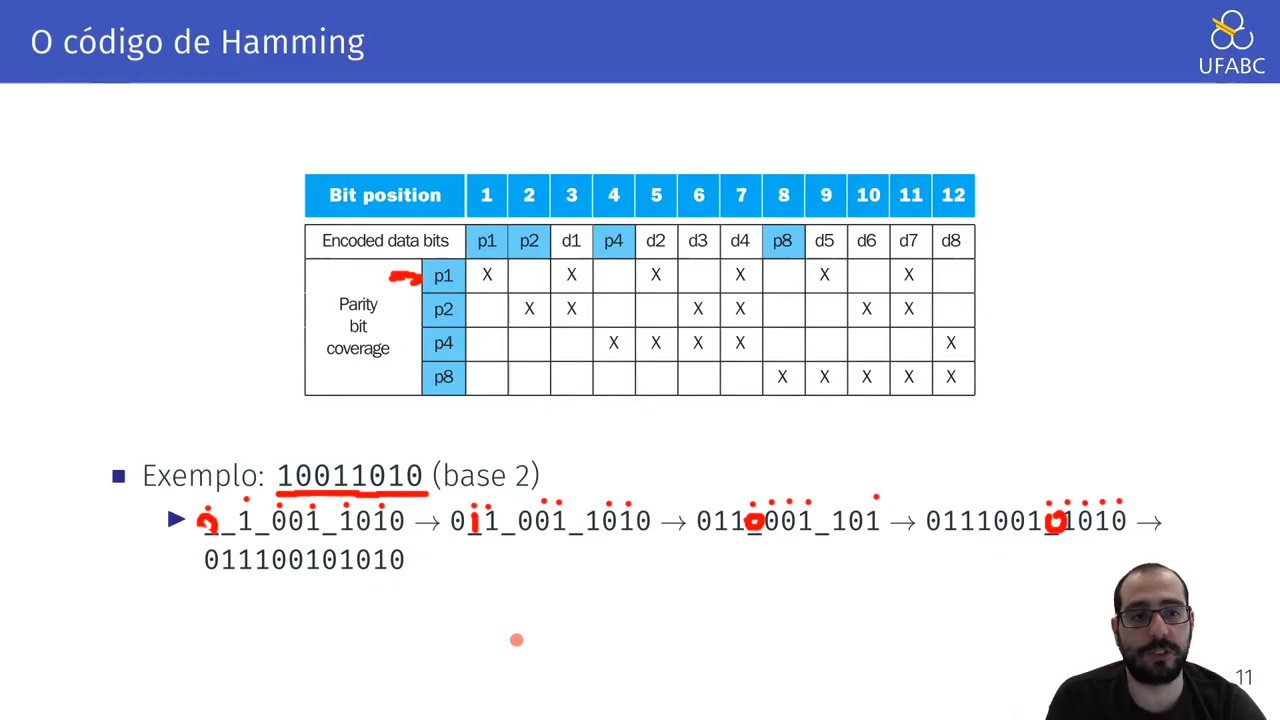 O código de Hamming
UFABC
Bit position 1 2 3 4 5 6 7 8 9 10 11 12
Encoded data bits p1 p2 d1 p4 d2 d3 d4 p8 d5 d6 d7 d8
Parity bit coverage
p1 X X X X X X
p2 X X X X X X
p4 X X X X X
p8 X X X X X
Exemplo: 10011010 (base 2)
__1_001_1010 → 0_1_001_1010 → 011_001_101 → 0111001_1010 →
011100101010
11